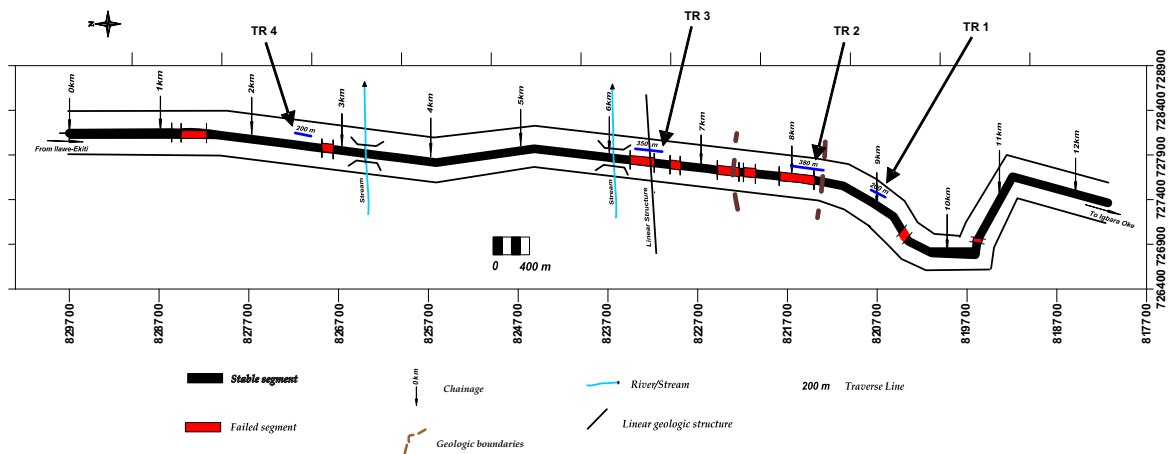 TR 4
TR 3
TR 2
TR 1
N
0km
1km
2km
3km
4km
5km
6km
7km
8km
9km
10km
11km
12km
200 m
350 m
360 m
200 m
From Ilawe-Ekiti
To Igbara Oke
Stream
Stream
Linear Structure
0 400 m
728900
728400
727900
727400
726900
726400
829700
828700
827700
826700
825700
824700
823700
822700
821700
820700
819700
818700
817700
Stable segment
0km
Chainage
River/Stream
200 m Traverse Line
Failed segment
Geologic boundaries
Linear geologic structure